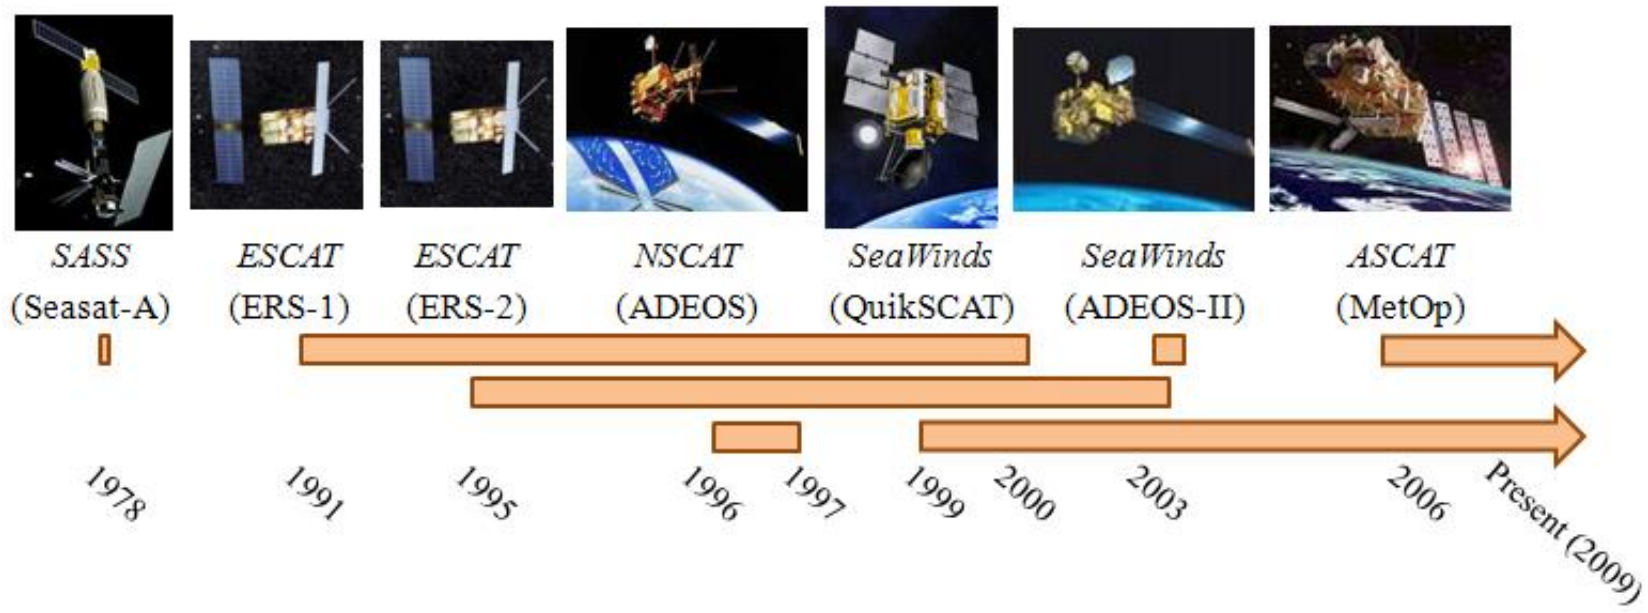 SASS
(Seasat-A)
ESCAT
(ERS-1)
ESCAT
(ERS-2)
NSCAT
(ADEOS)
SeaWinds
(QuikSCAT)
SeaWinds
(ADEOS-II)
ASCAT
(MetOp)
1978
1991
1995
1996
1997
1999
2000
2003
2006
Present (2009)